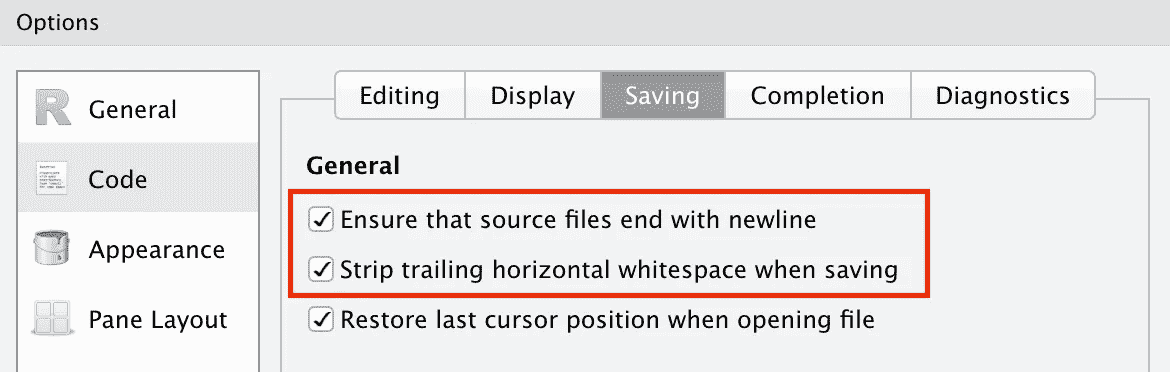 Options
General
Code
Appearance
Pane Layout
Editing Display Saving Completion Diagnostics
General
Ensure that source files end with newline
Strip trailing horizontal whitespace when saving
Restore last cursor position when opening file